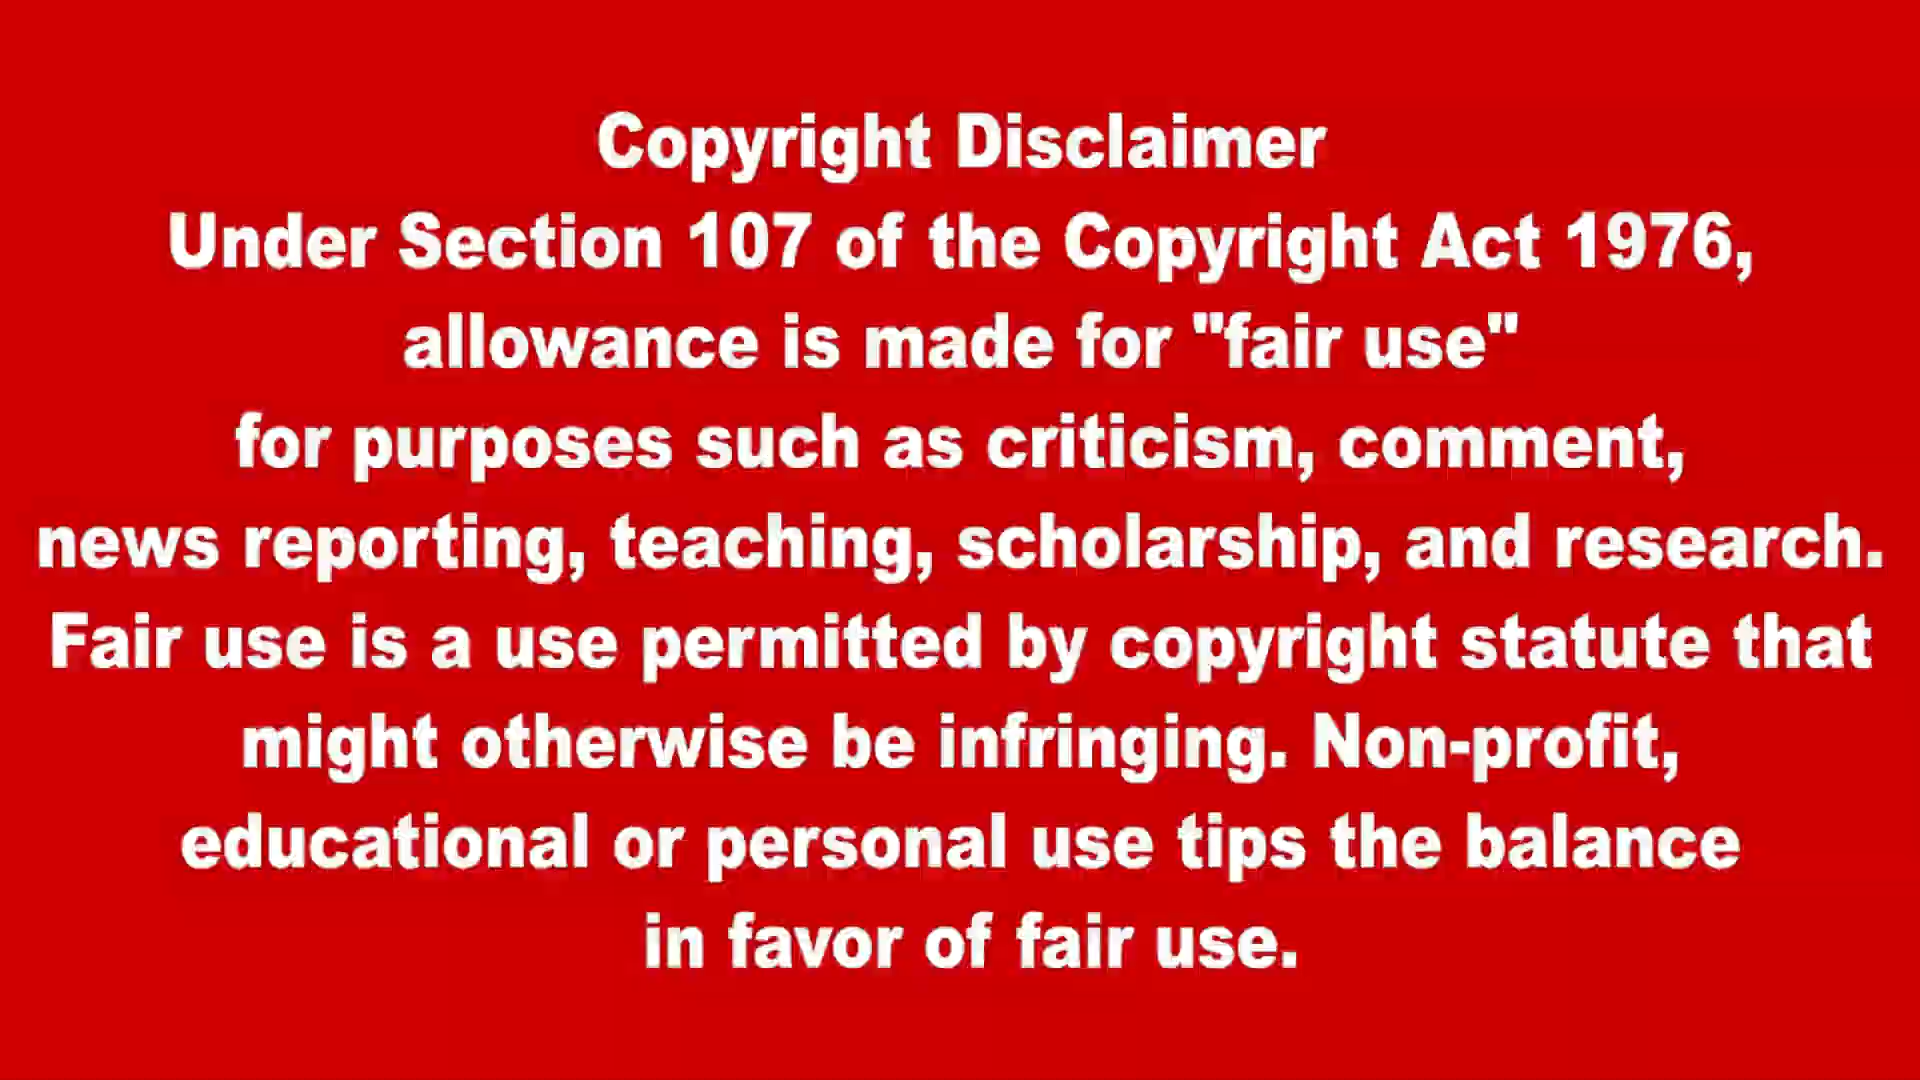 Copyright Disclaimer
Under Section 107 of the Copyright Act 1976,
allowance is made for "fair use"
for purposes such as criticism, comment,
news reporting, teaching, scholarship, and research.
Fair use is a use permitted by copyright statute that
might otherwise be infringing. Non-profit,
educational or personal use tips the balance
in favor of fair use.